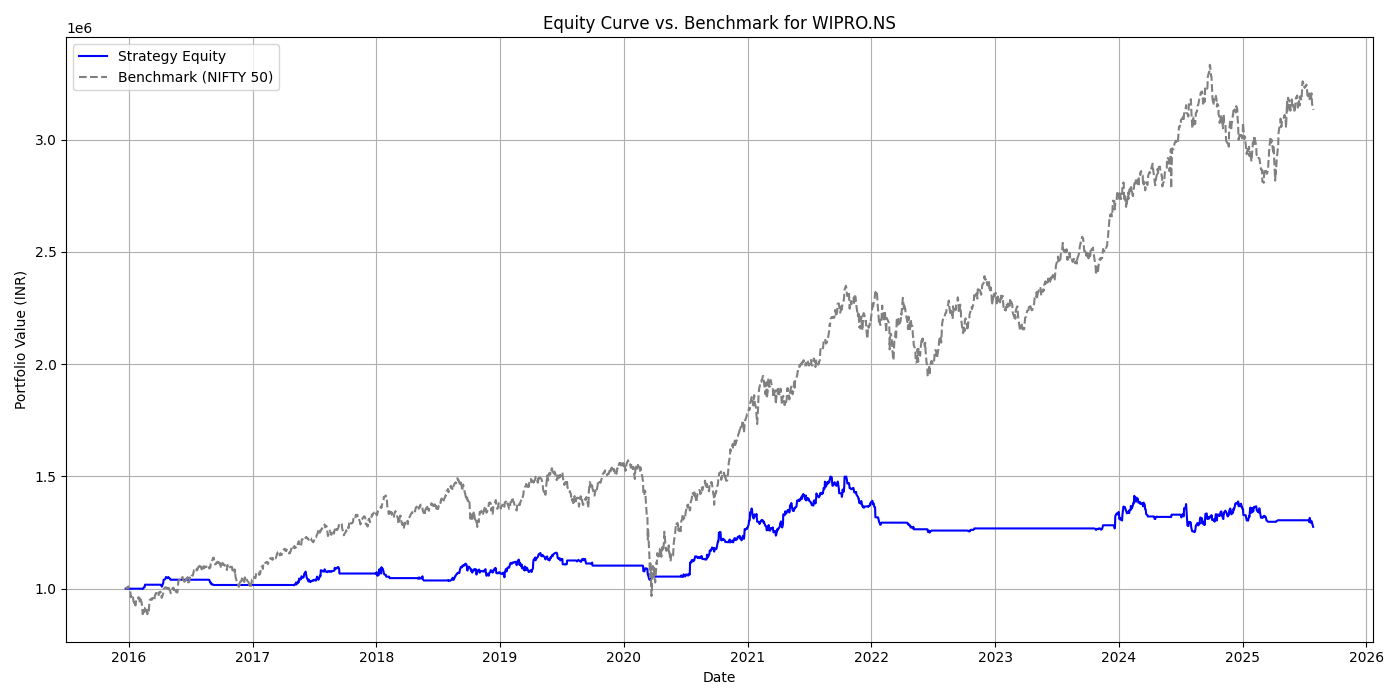 Equity Curve vs. Benchmark for WIPRO.NS
1e6
Strategy Equity
Benchmark (NIFTY 50)
3.0
2.5
2.0
1.5
1.0
Portfolio Value (INR)
2016 2017 2018 2019 2020 2021 2022 2023 2024 2025 2026
Date